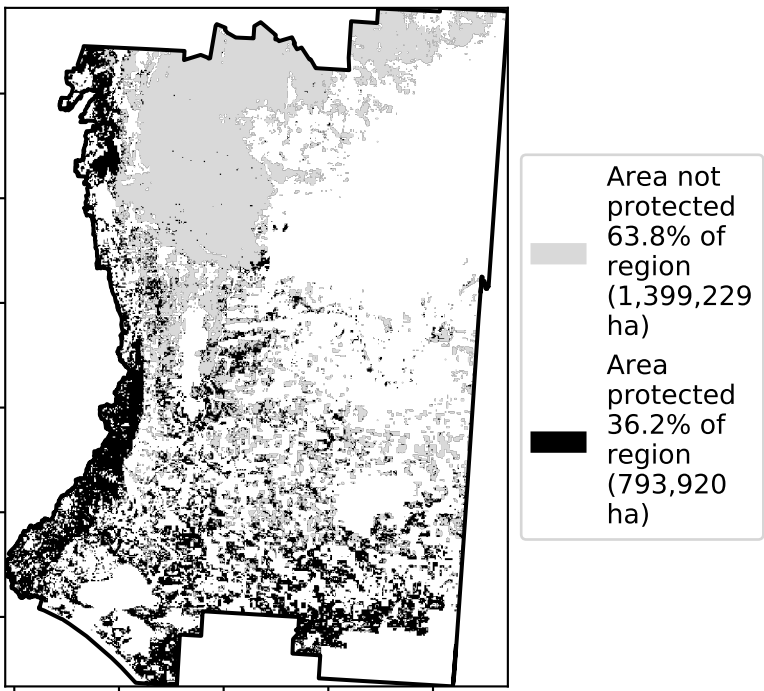 Area not
protected
63.8% of
region
(1,399,229
ha)
Area
protected
36.2% of
region
(793,920
ha)